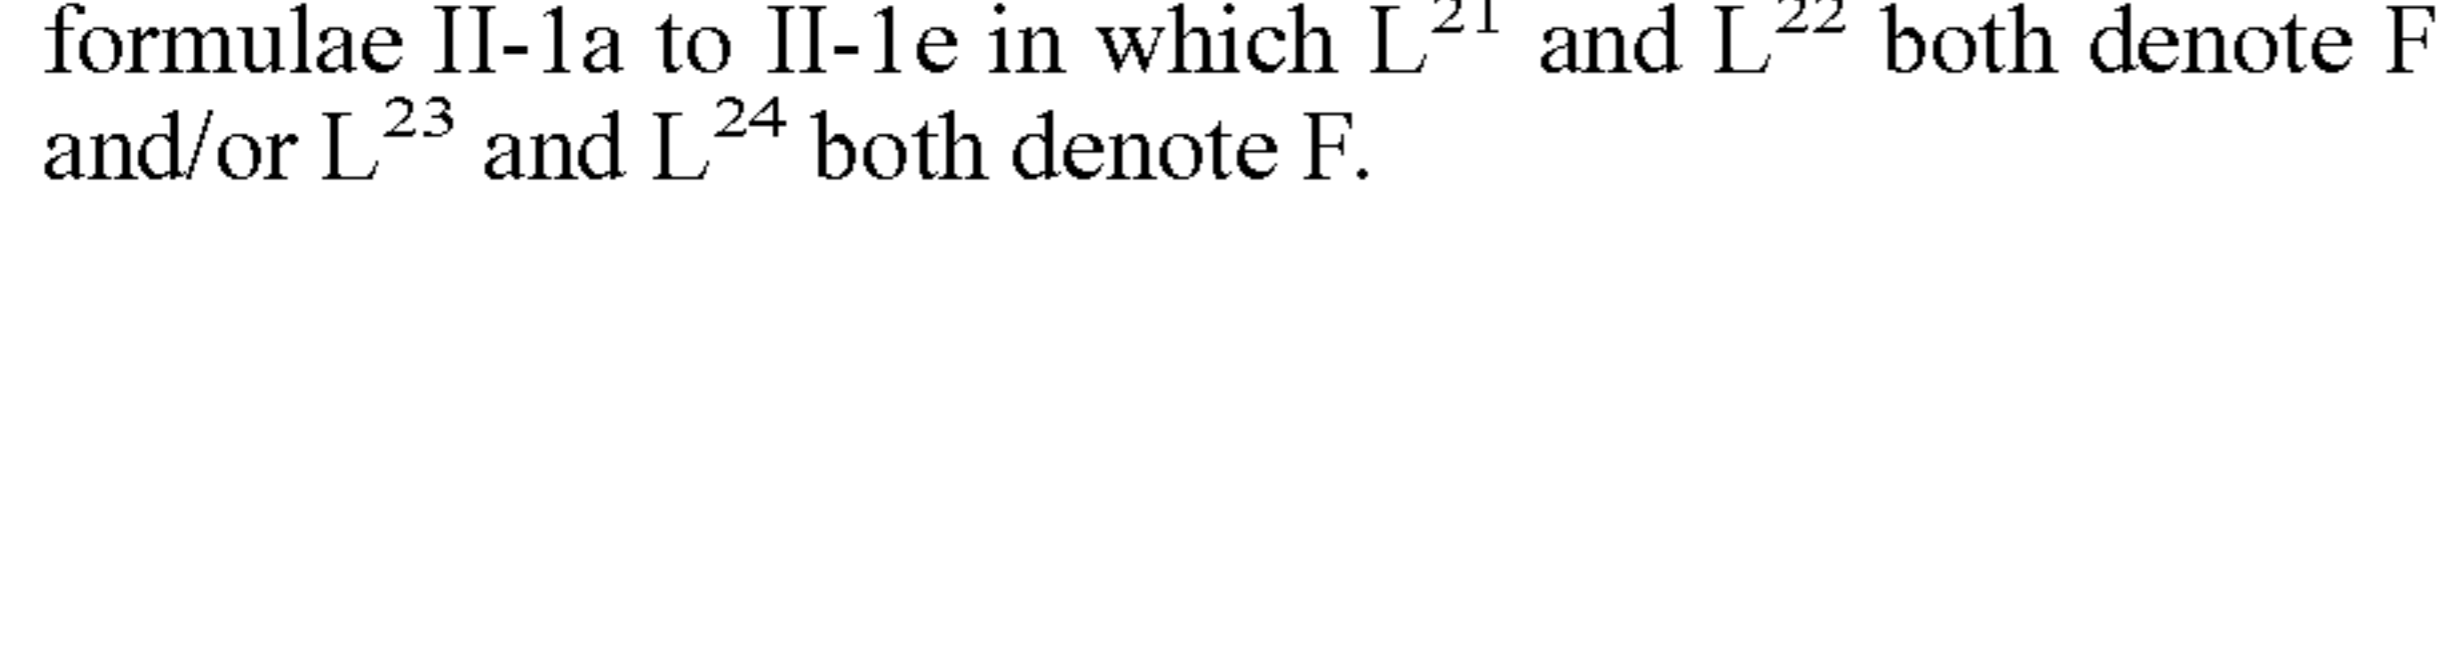 formulae II-1a to II-1e in which L²¹ and L²² both denote F
and/or L²³ and L²⁴ both denote F.